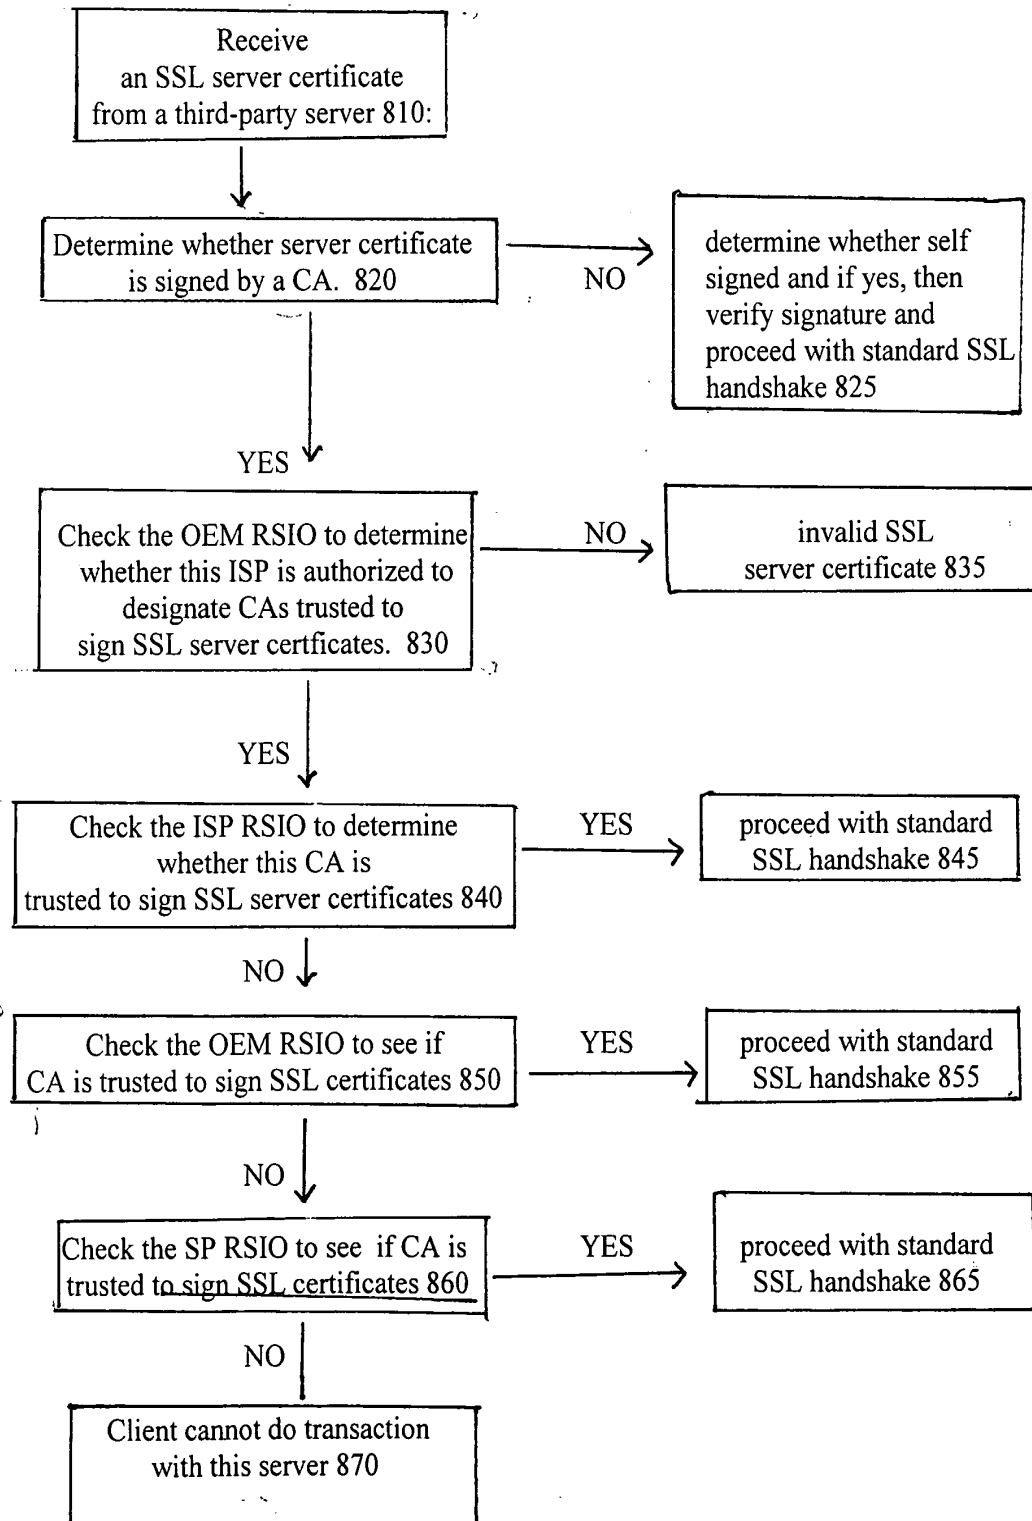 Receive
an SSL server certificate
from a third-party server 810:
Determine whether server certificate
is signed by a CA. 820
NO
determine whether self
signed and if yes, then
verify signature and
proceed with standard SSL
handshake 825
YES
Check the OEM RSIO to determine
whether this ISP is authorized to
designate CAs trusted to
sign SSL server certficates. 830
NO
invalid SSL
server certificate 835
YES
Check the ISP RSIO to determine
whether this CA is
trusted to sign SSL server certificates 840
YES
proceed with standard
SSL handshake 845
NO
Check the OEM RSIO to see if
CA is trusted to sign SSL certificates 850
YES
proceed with standard
SSL handshake 855
NO
Check the SP RSIO to see if CA is
trusted to sign SSL certificates 860
YES
proceed with standard
SSL handshake 865
NO
Client cannot do transaction
with this server 870